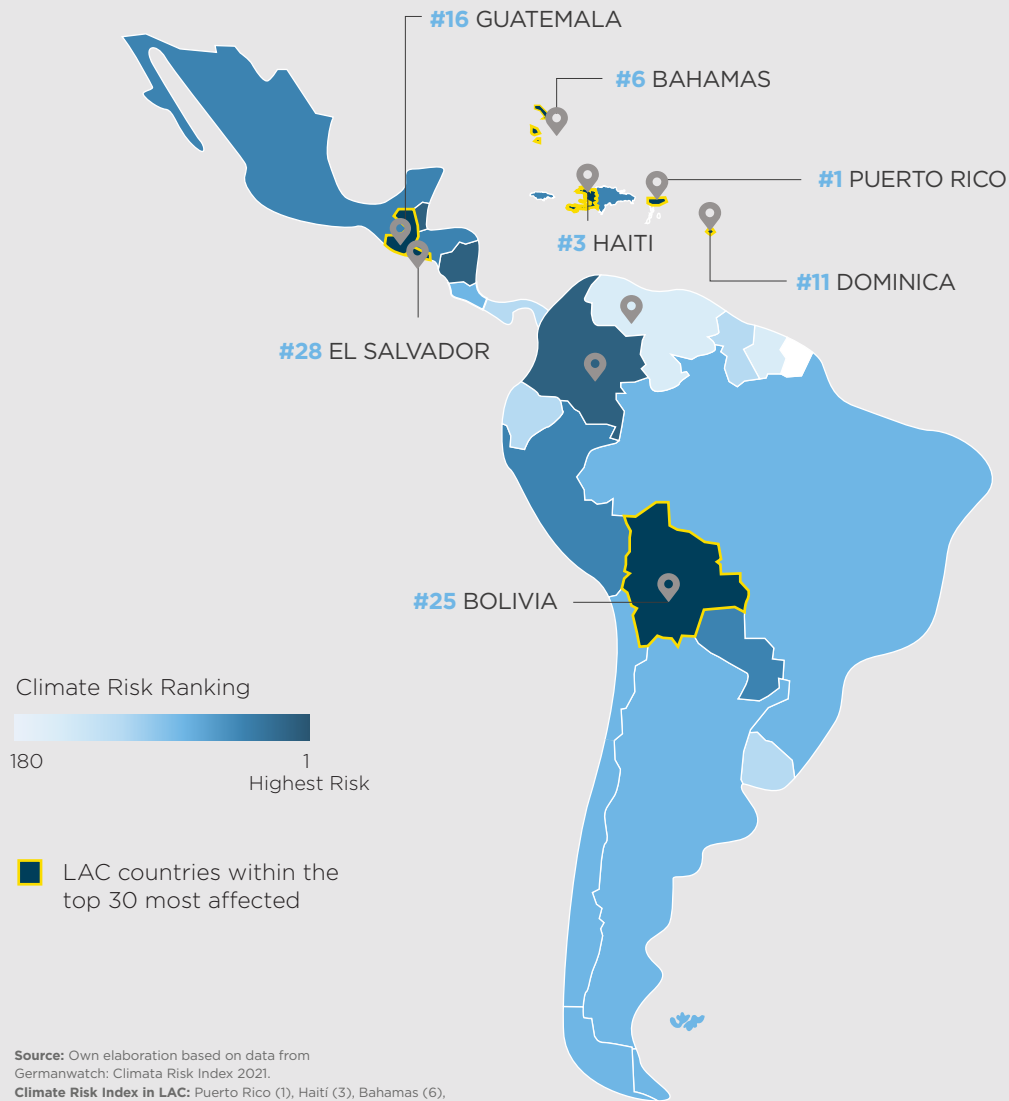 #16 GUATEMALA
#6 BAHAMAS
#1 PUERTO RICO
#3 HAITI
#11 DOMINICA
#28 EL SALVADOR
#25 BOLIVIA
Climate Risk Ranking
180
1
Highest Risk
LAC countries within the
top 30 most affected
Source: Own elaboration based on data from
Germanwatch: Climata Risk Index 2021.
Climate Risk Index in LAC: Puerto Rico (1), Haití (3), Bahamas (6),